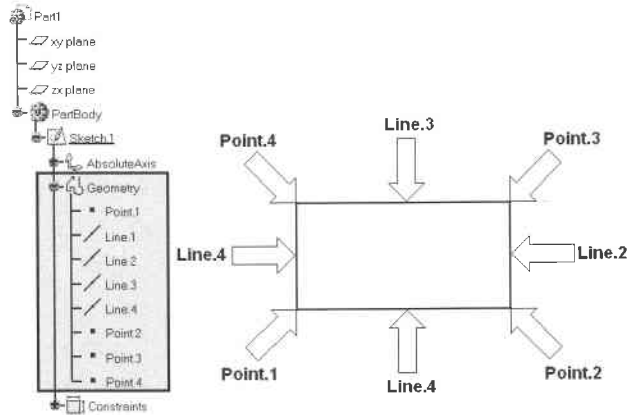 Part1
xy plane
yz plane
zx plane
PartBody
Sketch.1
AbsoluteAxis
Geometry
Point.1
Line.1
Line.2
Line.3
Line.4
Point.2
Point.3
Point.4
Constraints
Line.3
Point.4
Point.3
Line.4
Line.2
Point.1
Line.4
Point.2